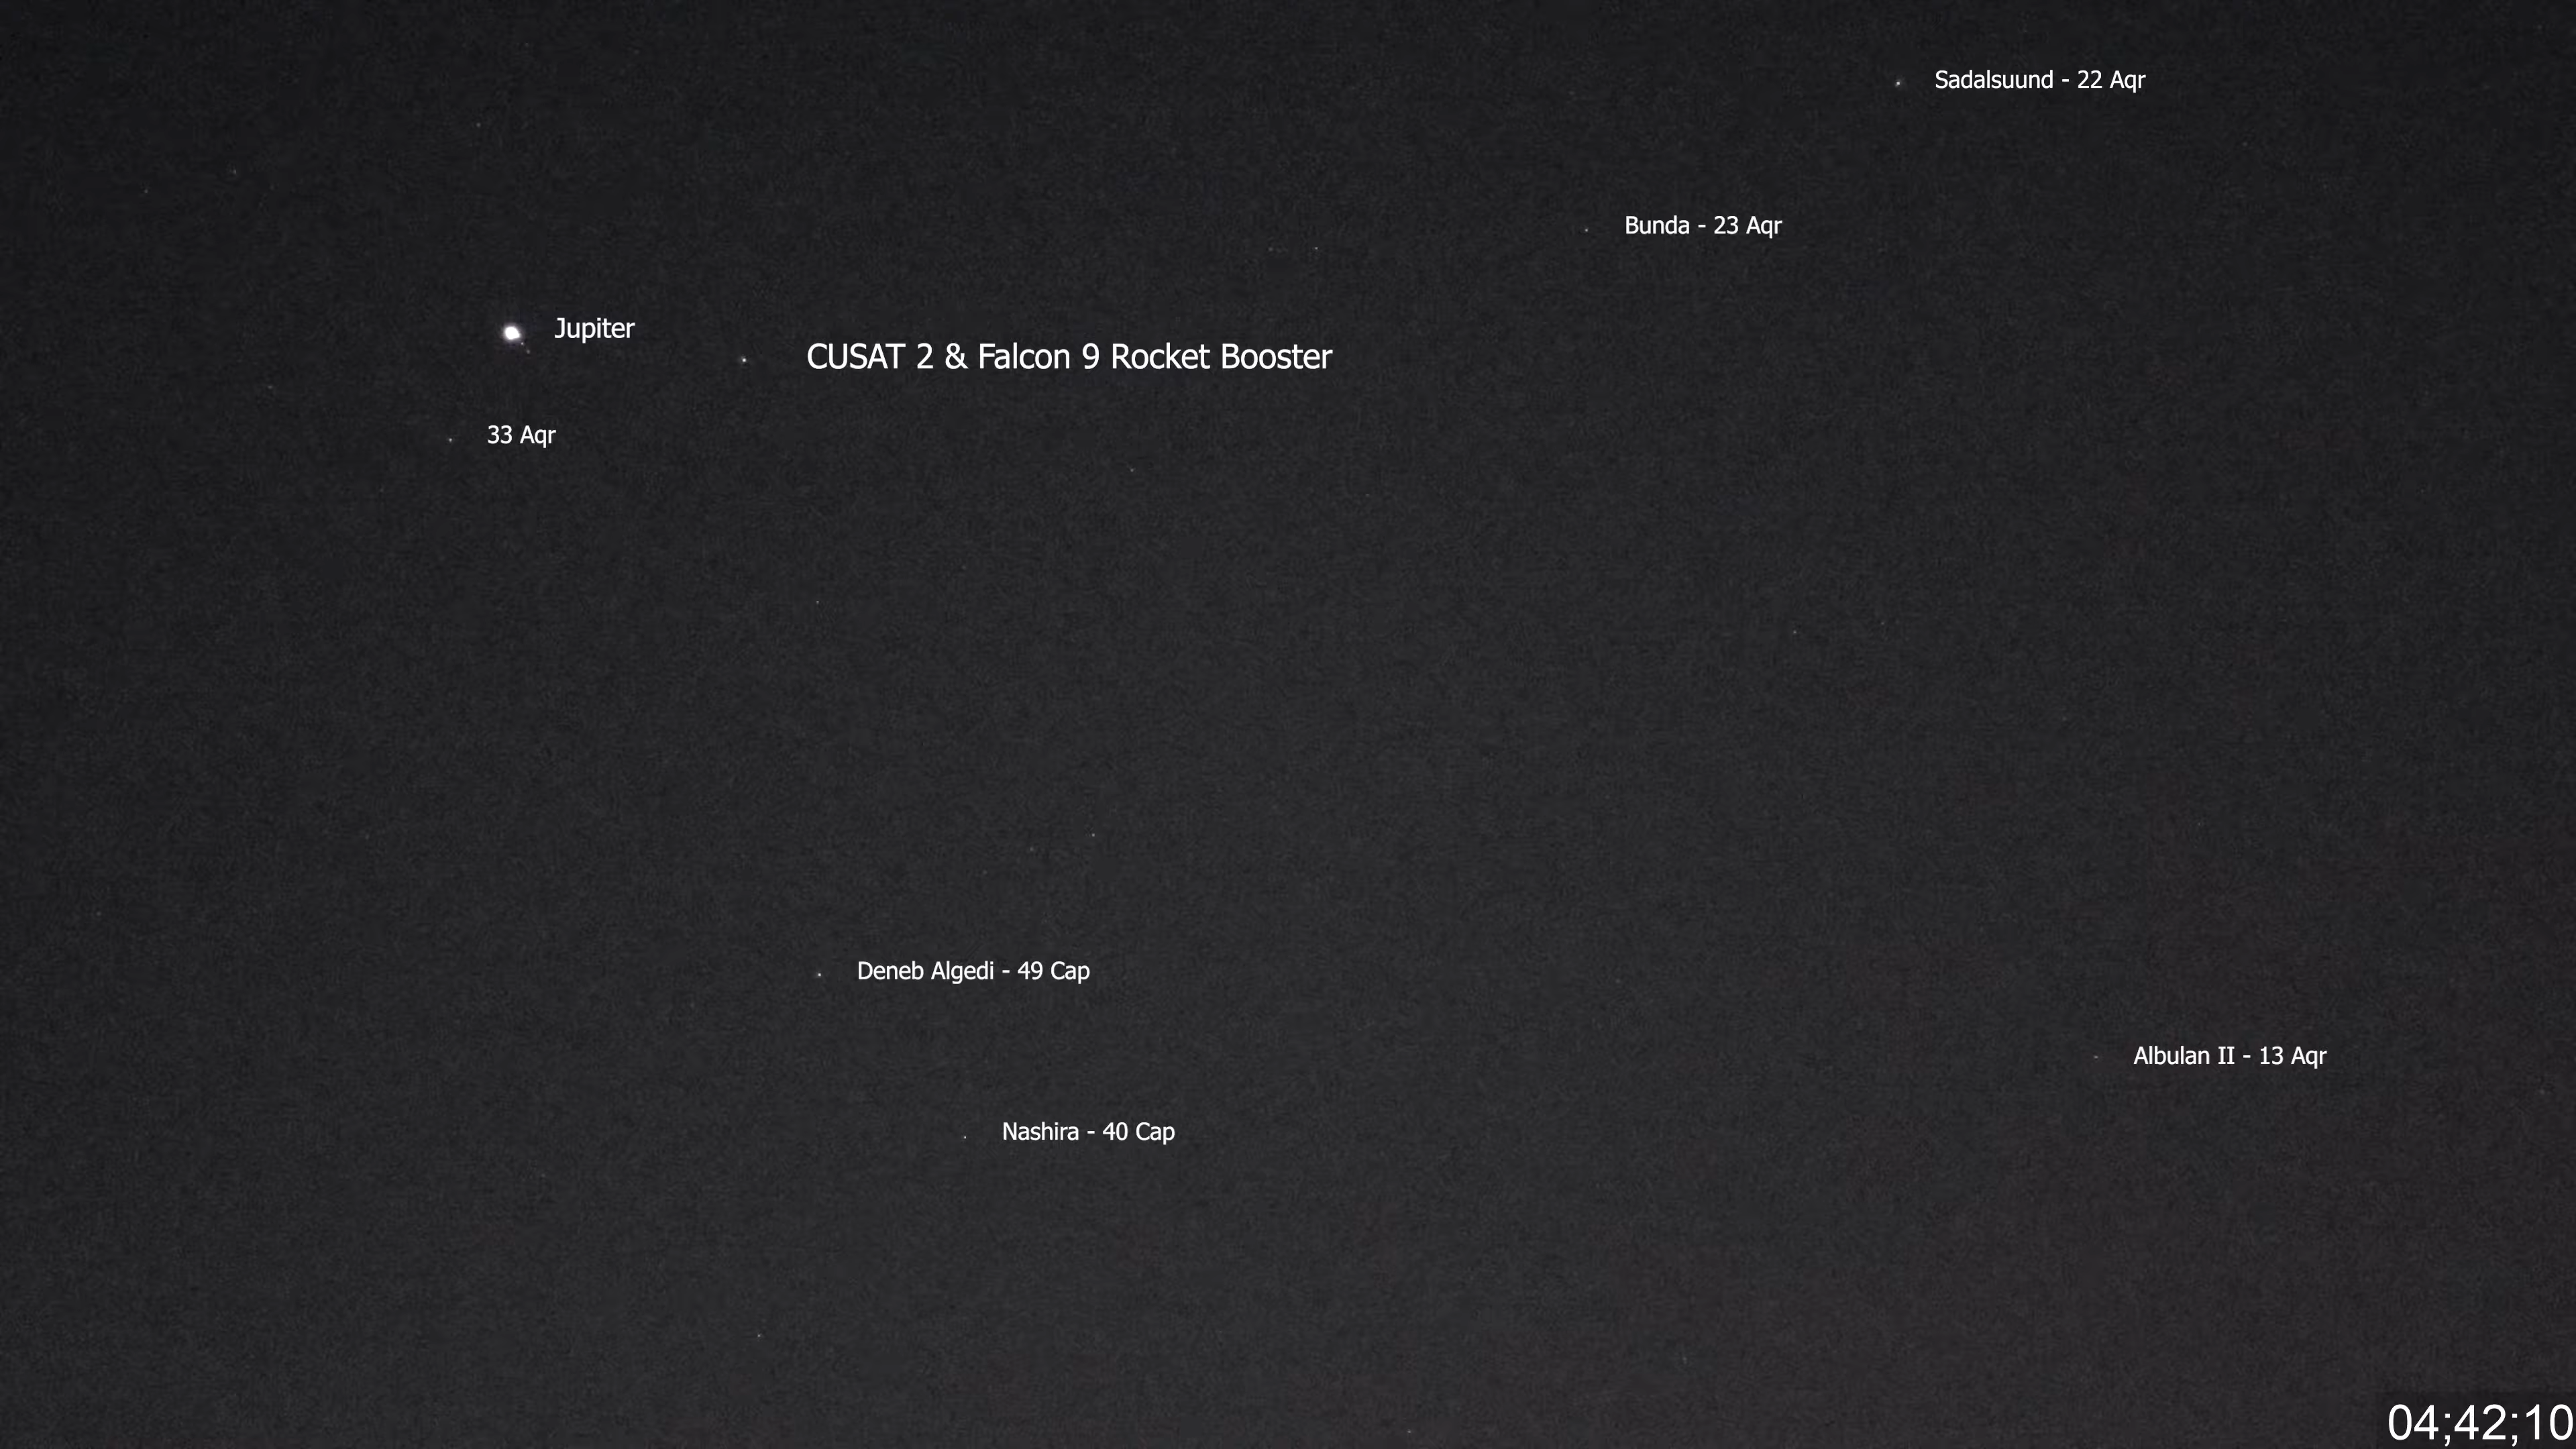 Sadalsuund - 22 Aqr
Bunda - 23 Aqr
Jupiter
CUSAT 2 & Falcon 9 Rocket Booster
33 Aqr
Deneb Algedi - 49 Cap
Albulan II - 13 Aqr
Nashira - 40 Cap
04;42;10